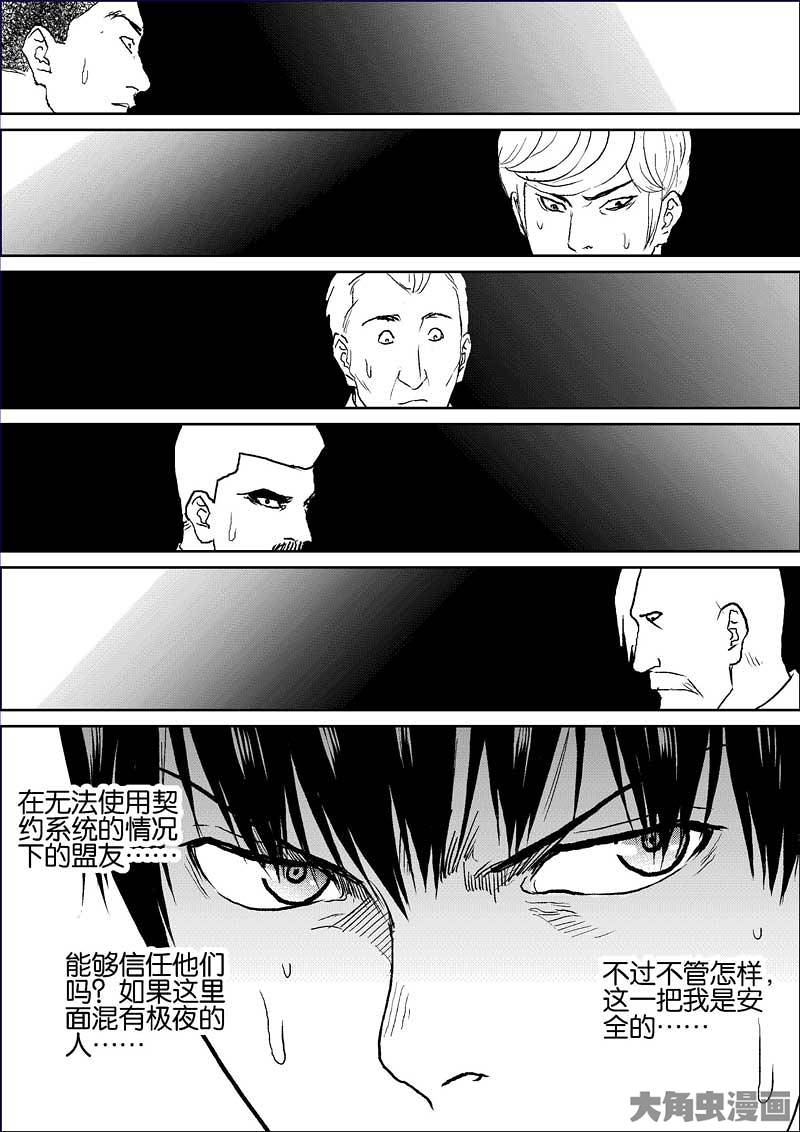 在无法使用契
约系统的情况
下的盟友……
能够信任他们
吗？如果这里
面混有极夜的
人……
不过不管怎样，
这一把我是安
全的……
大角虫漫画